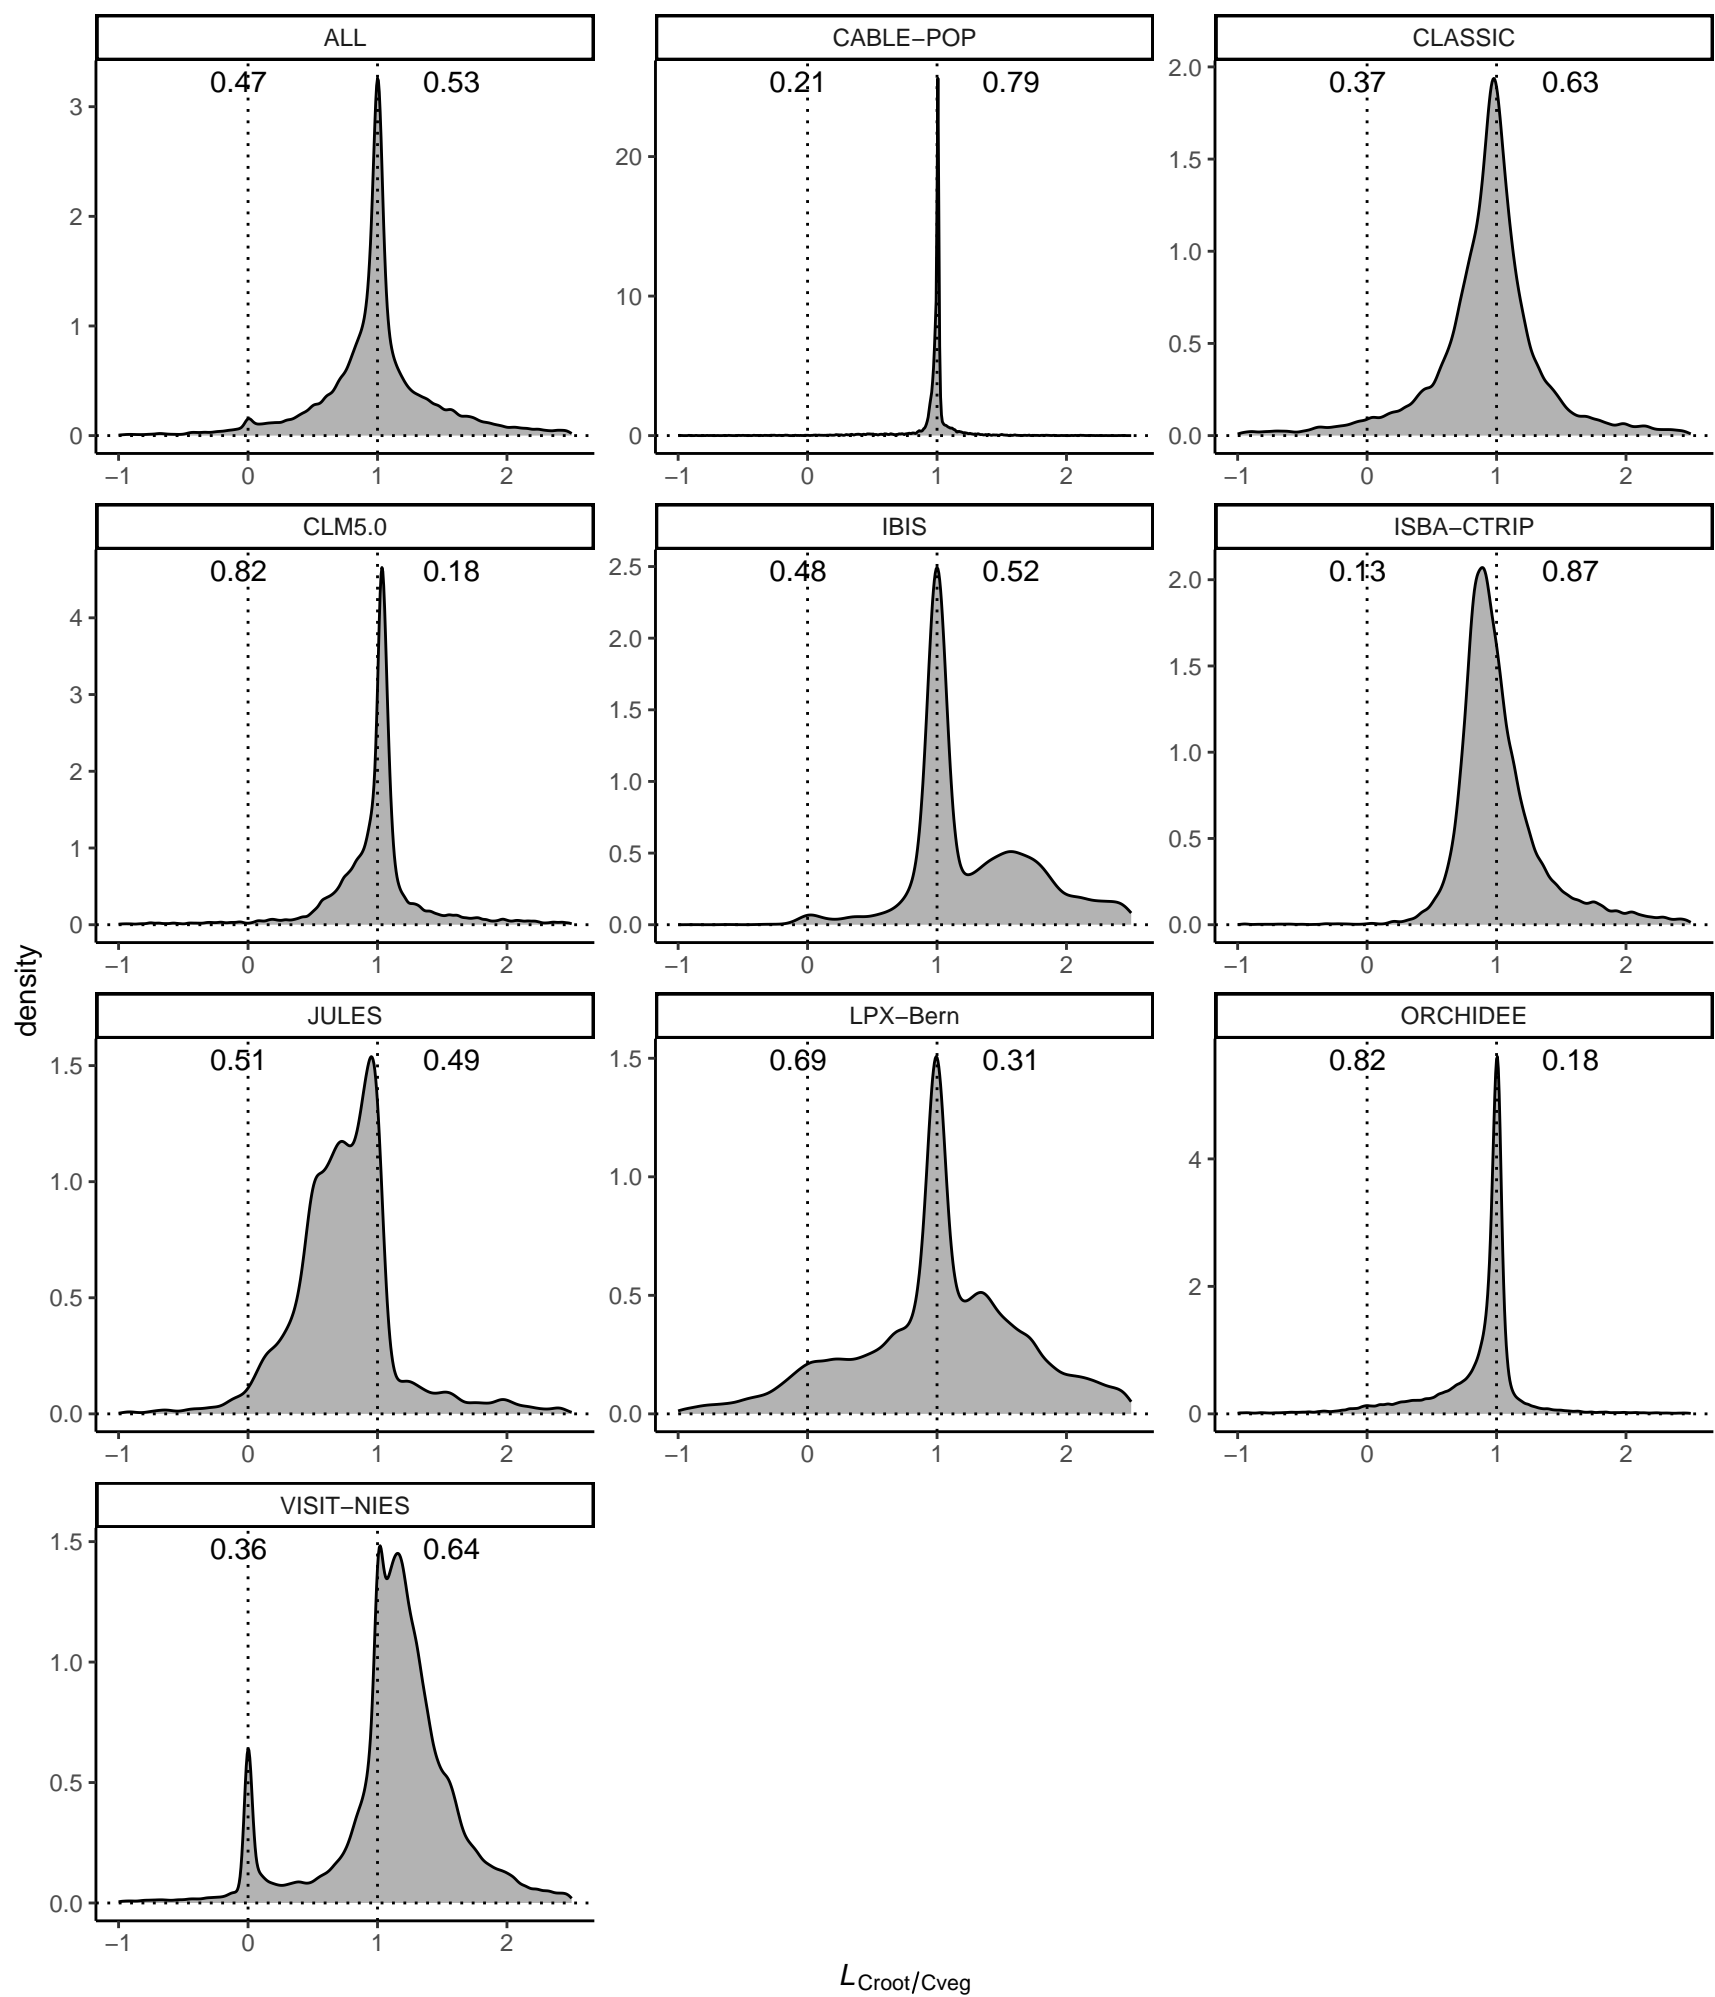 ALL
0.47 0.53
3
2
1
0
−1 0 1 2
CABLE−POP
0.21 0.79
20
10
0
−1 0 1 2
CLASSIC
0.37 0.63
2.0
1.5
1.0
0.5
0.0
−1 0 1 2
CLM5.0
0.82 0.18
4
3
2
1
0
−1 0 1 2
IBIS
0.48 0.52
2.5
2.0
1.5
1.0
0.5
0.0
−1 0 1 2
ISBA−CTRIP
0.13 0.87
2.0
1.5
1.0
0.5
0.0
−1 0 1 2
density
JULES
0.51 0.49
1.5
1.0
0.5
0.0
−1 0 1 2
LPX−Bern
0.69 0.31
1.5
1.0
0.5
0.0
−1 0 1 2
ORCHIDEE
0.82 0.18
4
2
0
−1 0 1 2
VISIT−NIES
0.36 0.64
1.5
1.0
0.5
0.0
−1 0 1 2
L Croot/Cveg